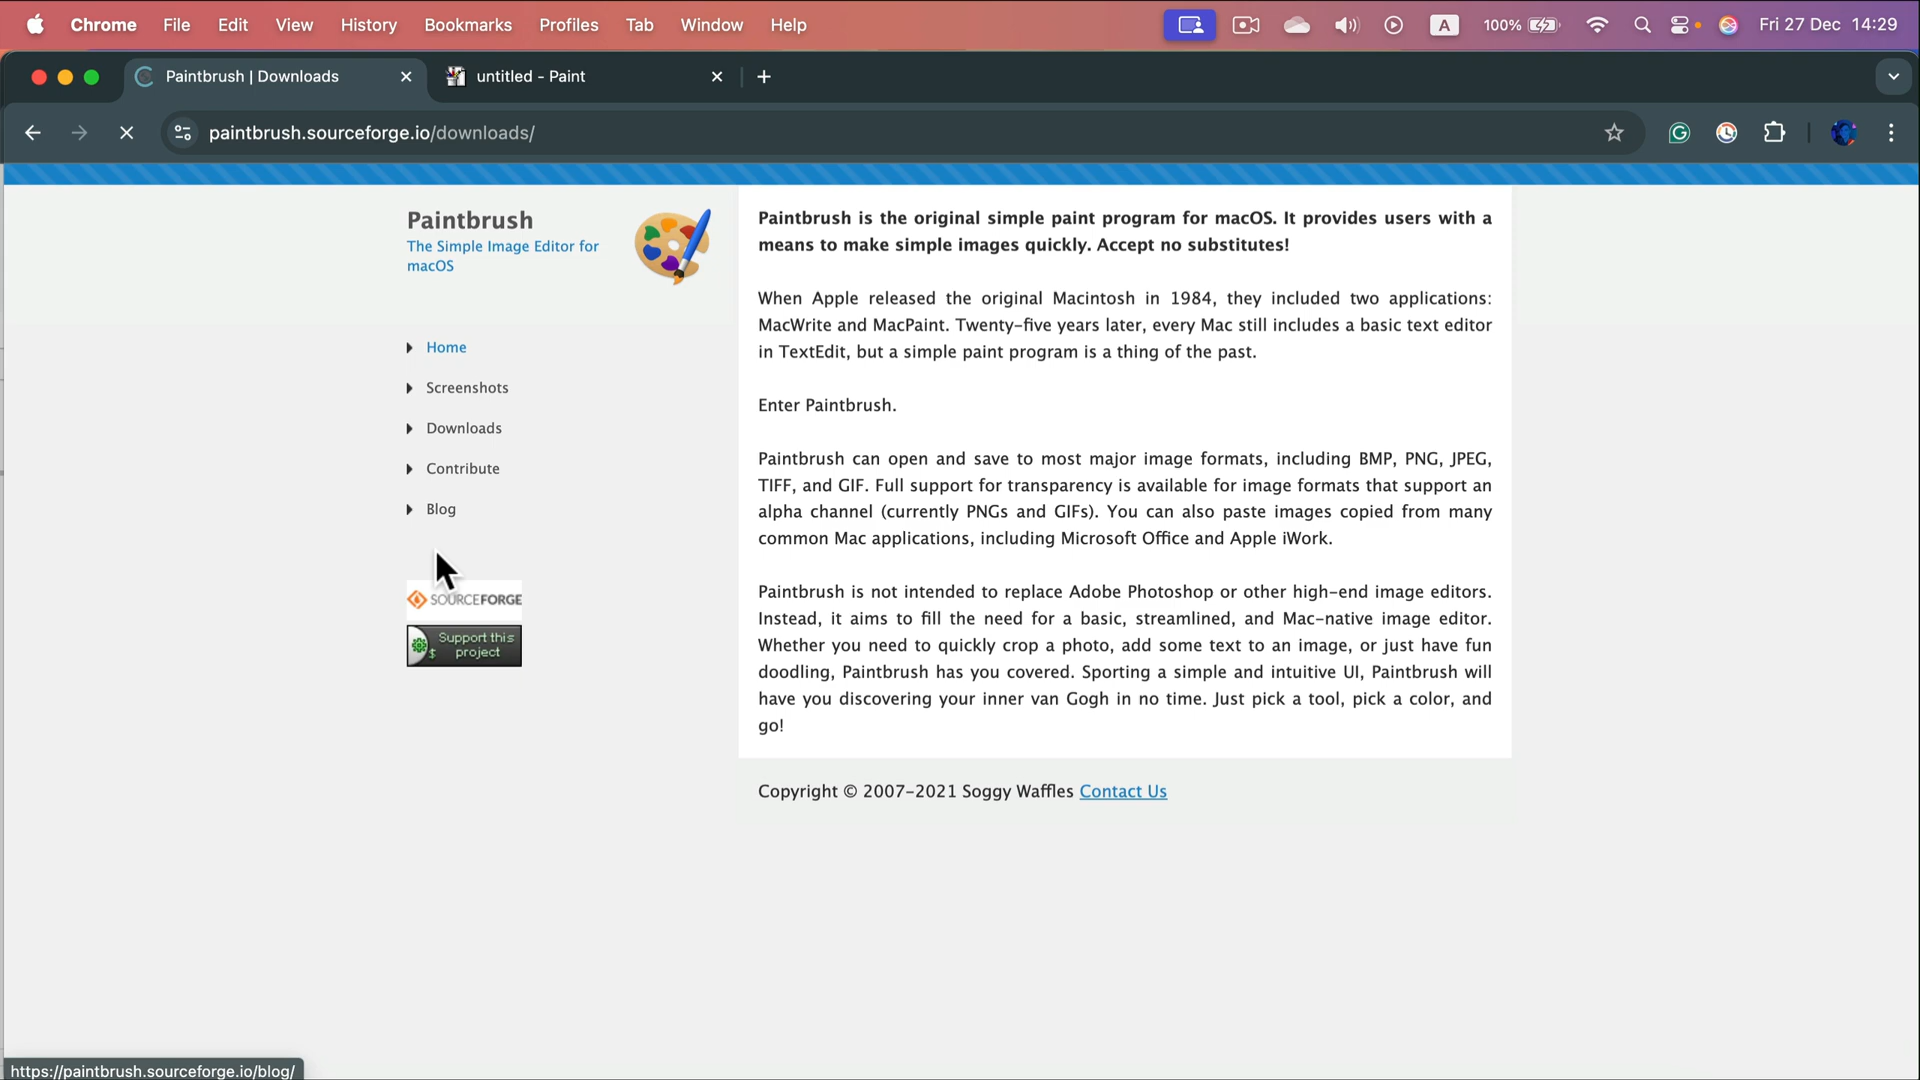 Chrome File Edit View History Bookmarks Profiles Tab Window Help A 100% Fri 27 Dec 14:29
Paintbrush | Downloads untitled - Paint
paintbrush.sourceforge.io/downloads/
Paintbrush
The Simple Image Editor for
macOS
Home
Screenshots
Downloads
Contribute
Blog
SOURCEFORGE
Support this
$ project
Paintbrush is the original simple paint program for macOS. It provides users with a
means to make simple images quickly. Accept no substitutes!
When Apple released the original Macintosh in 1984, they included two applications:
MacWrite and MacPaint. Twenty-five years later, every Mac still includes a basic text editor
in TextEdit, but a simple paint program is a thing of the past.
Enter Paintbrush.
Paintbrush can open and save to most major image formats, including BMP, PNG, JPEG,
TIFF, and GIF. Full support for transparency is available for image formats that support an
alpha channel (currently PNGs and GIFs). You can also paste images copied from many
common Mac applications, including Microsoft Office and Apple iWork.
Paintbrush is not intended to replace Adobe Photoshop or other high-end image editors.
Instead, it aims to fill the need for a basic, streamlined, and Mac-native image editor.
Whether you need to quickly crop a photo, add some text to an image, or just have fun
doodling, Paintbrush has you covered. Sporting a simple and intuitive UI, Paintbrush will
have you discovering your inner van Gogh in no time. Just pick a tool, pick a color, and
go!
Copyright © 2007-2021 Soggy Waffles Contact Us
https://paintbrush.sourceforge.io/blog/